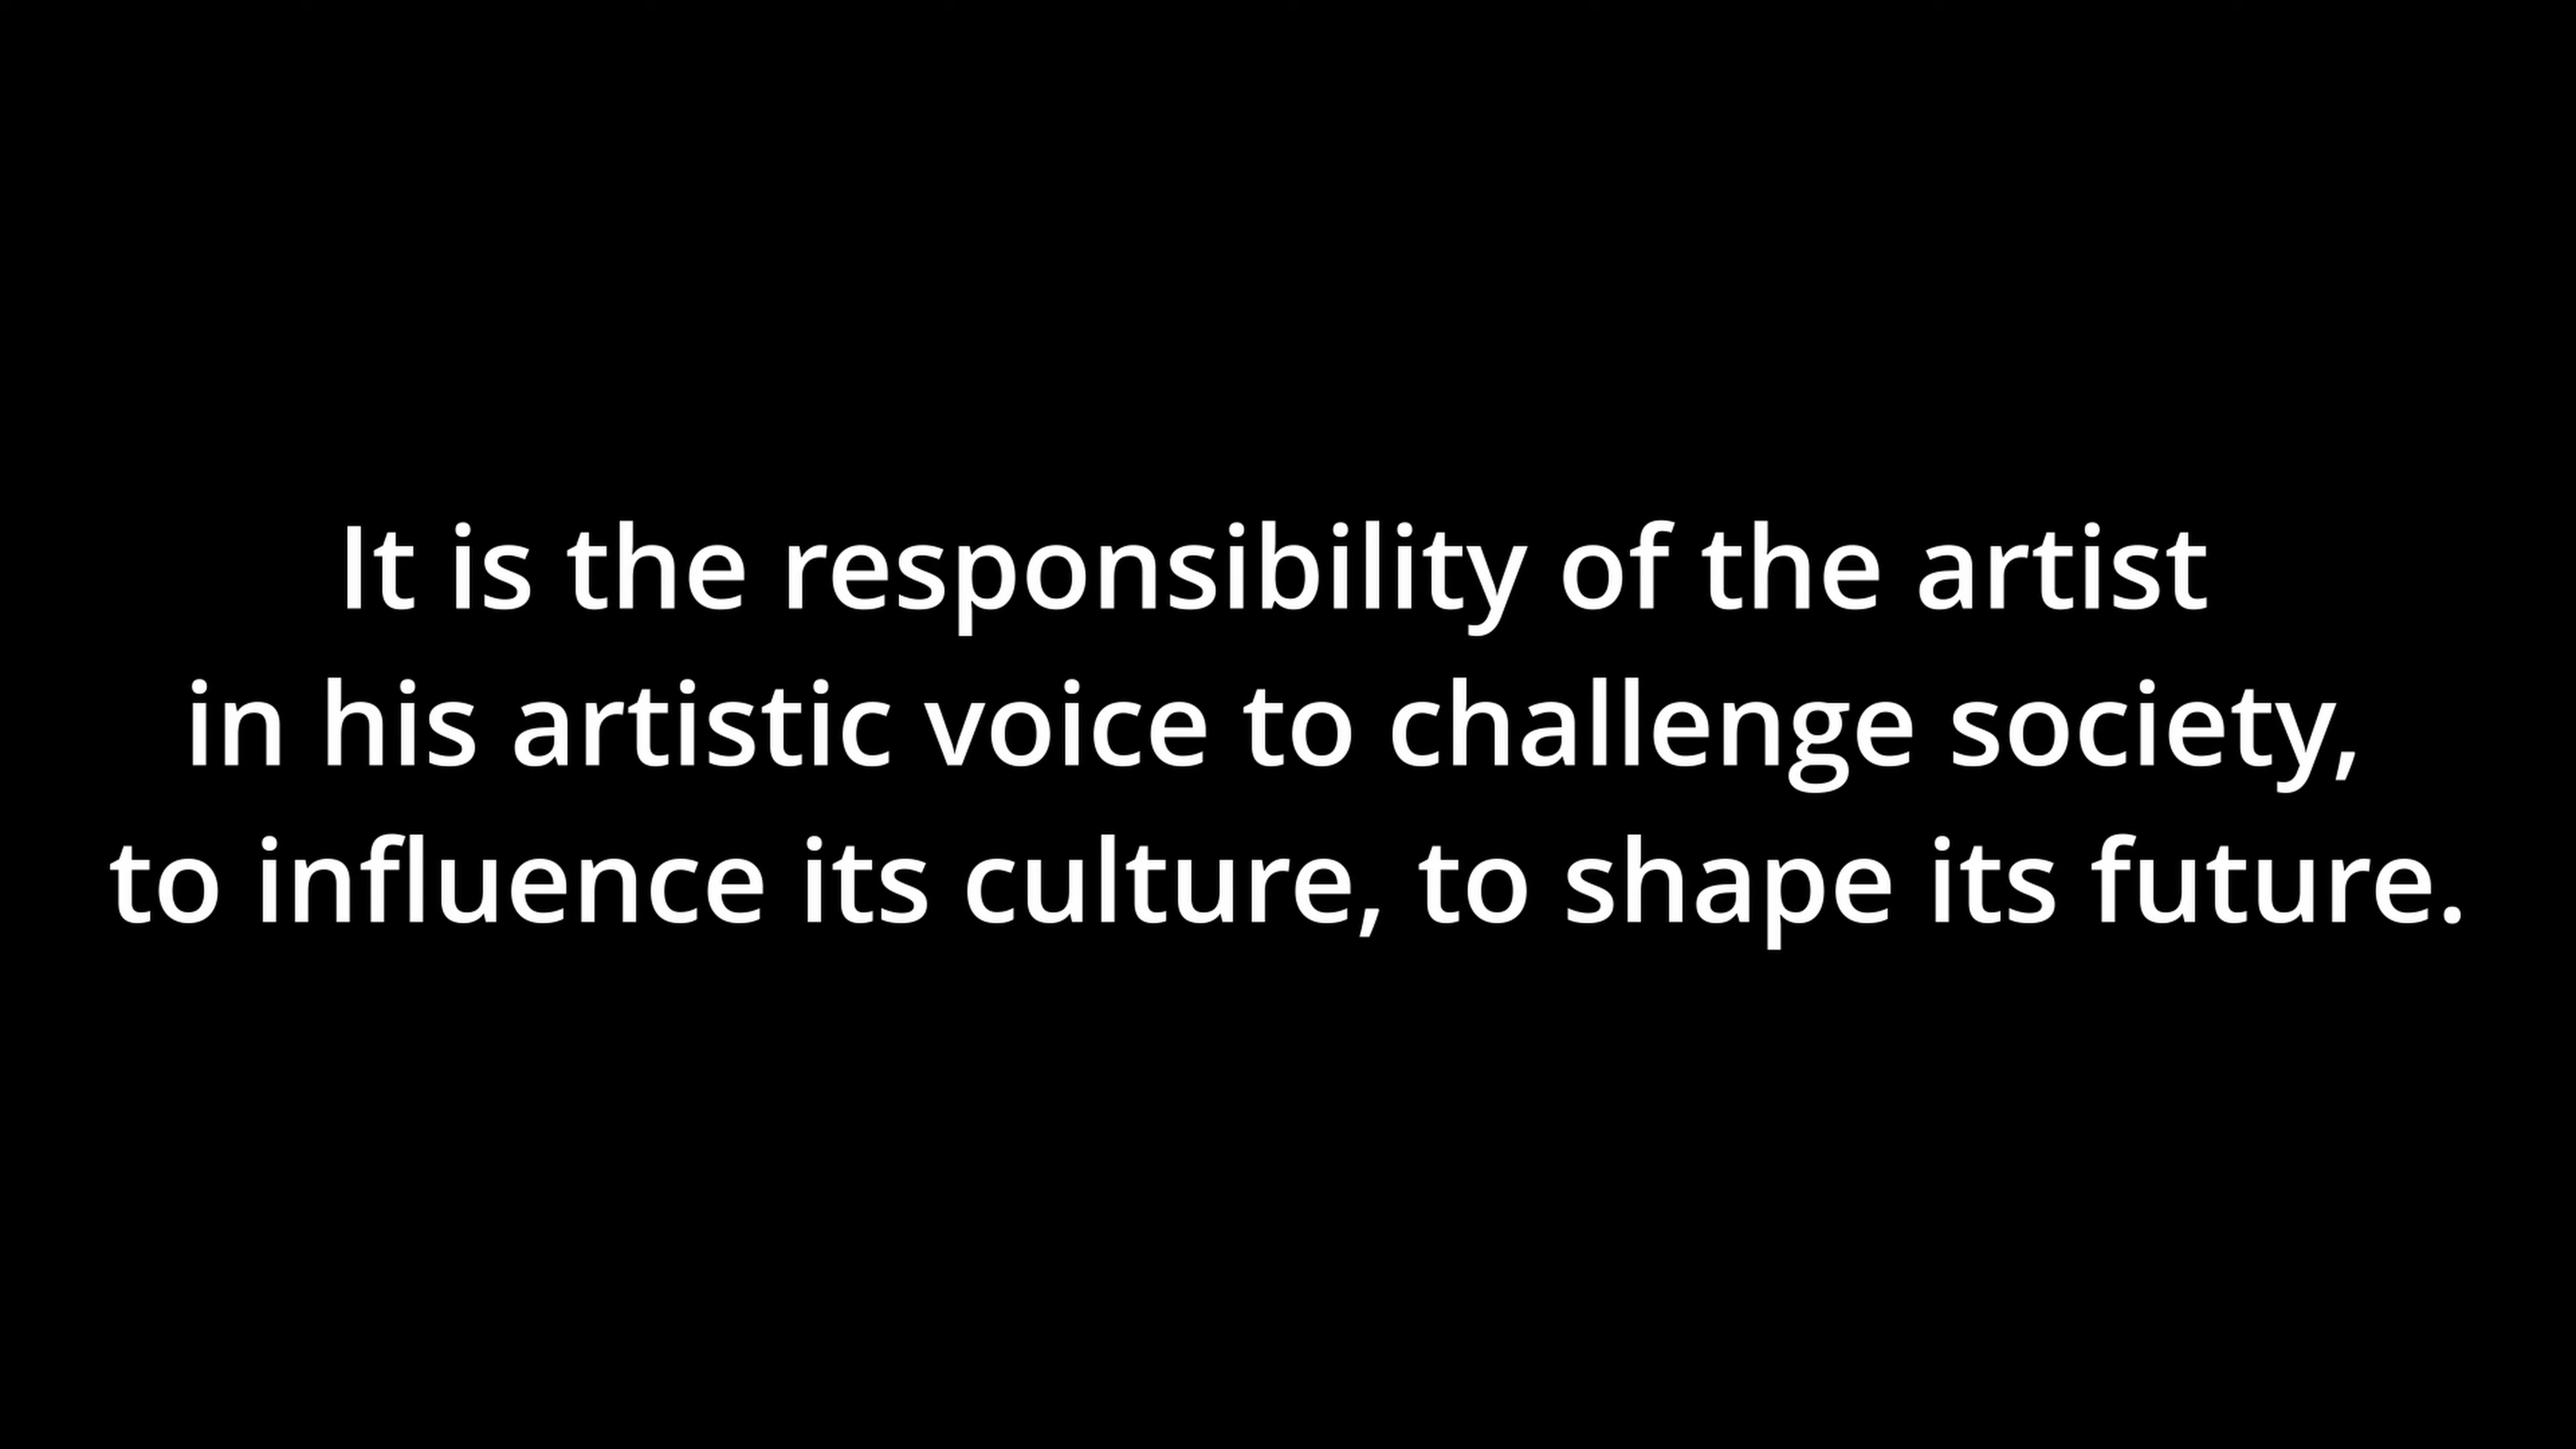 It is the responsibility of the artist
in his artistic voice to challenge society,
to influence its culture, to shape its future.